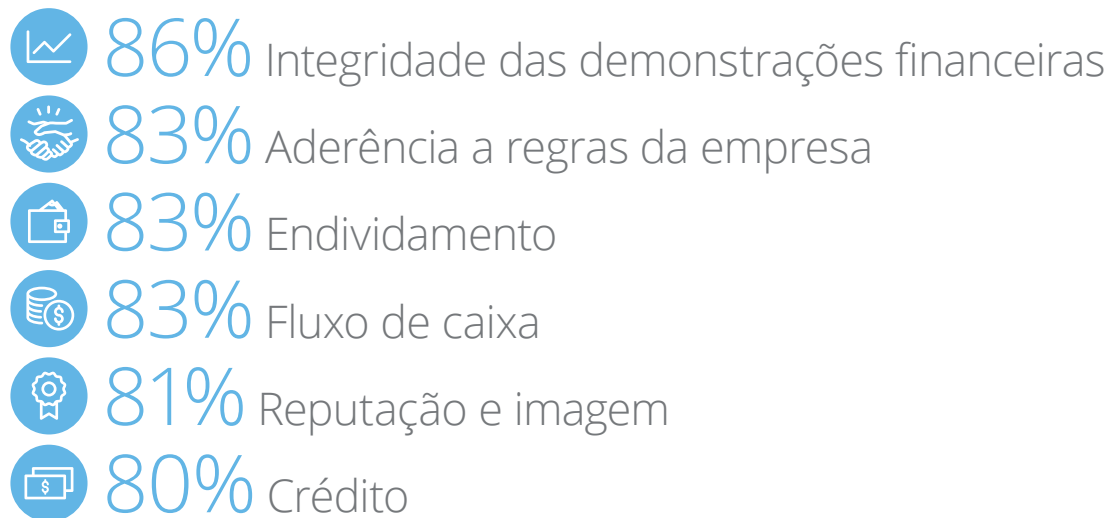 86% Integridade das demonstrações financeiras
83% Aderência a regras da empresa
83% Endividamento
83% Fluxo de caixa
81% Reputação e imagem
80% Crédito